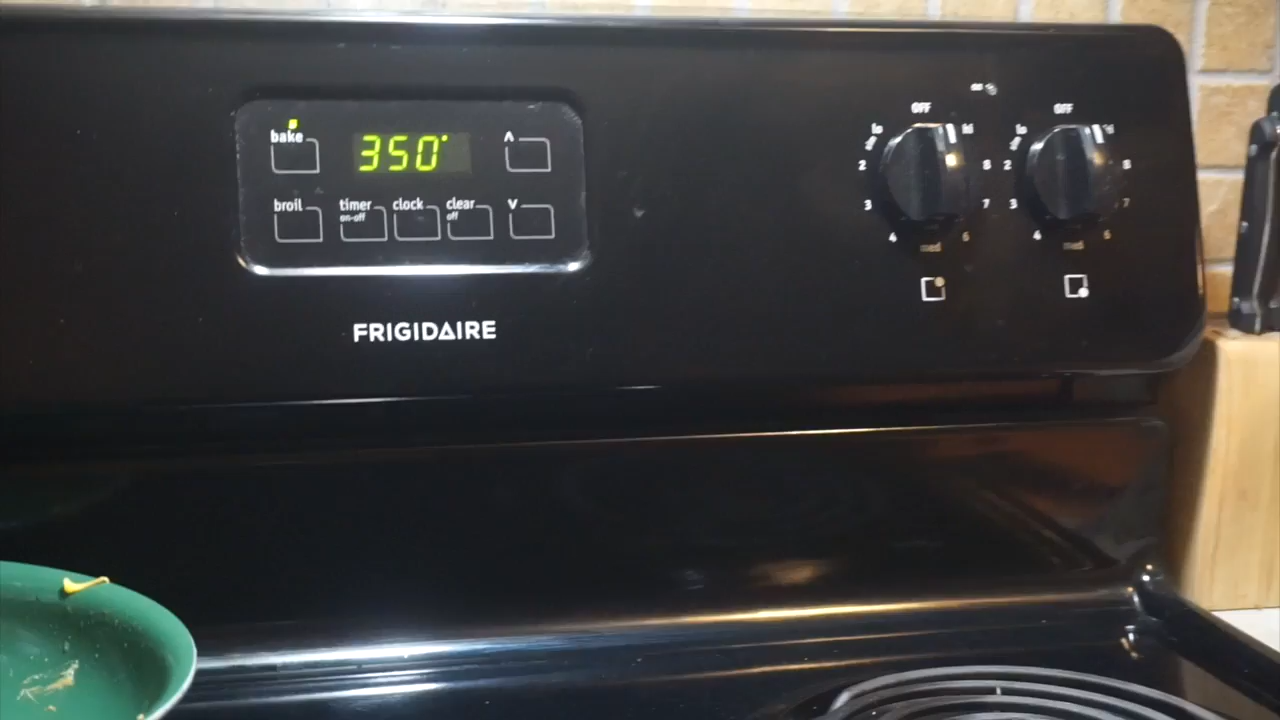 bake
350°
^
broil
timer
on-off
clock
clear
off
v
FRIGIDAIRE
on
OFF
lo
hi
2
8
3
7
4
6
med
OFF
lo
hi
2
8
3
7
4
6
med